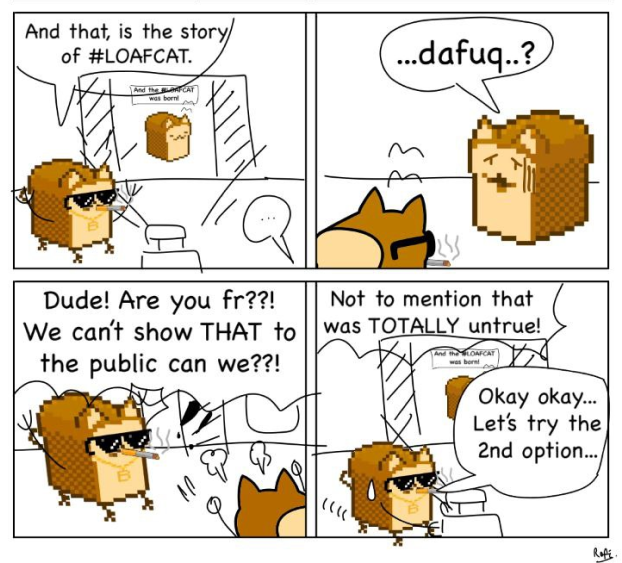 And that, is the story
of #LOAFCAT.
And the #LOAFCAT
was born!
...
...dafuq..?
B
Dude! Are you fr??!
We can't show THAT to
the public can we??!
B
Not to mention that
was TOTALLY untrue!
And the #LOAFCAT
was born!
Okay okay...
Let's try the
2nd option...
B